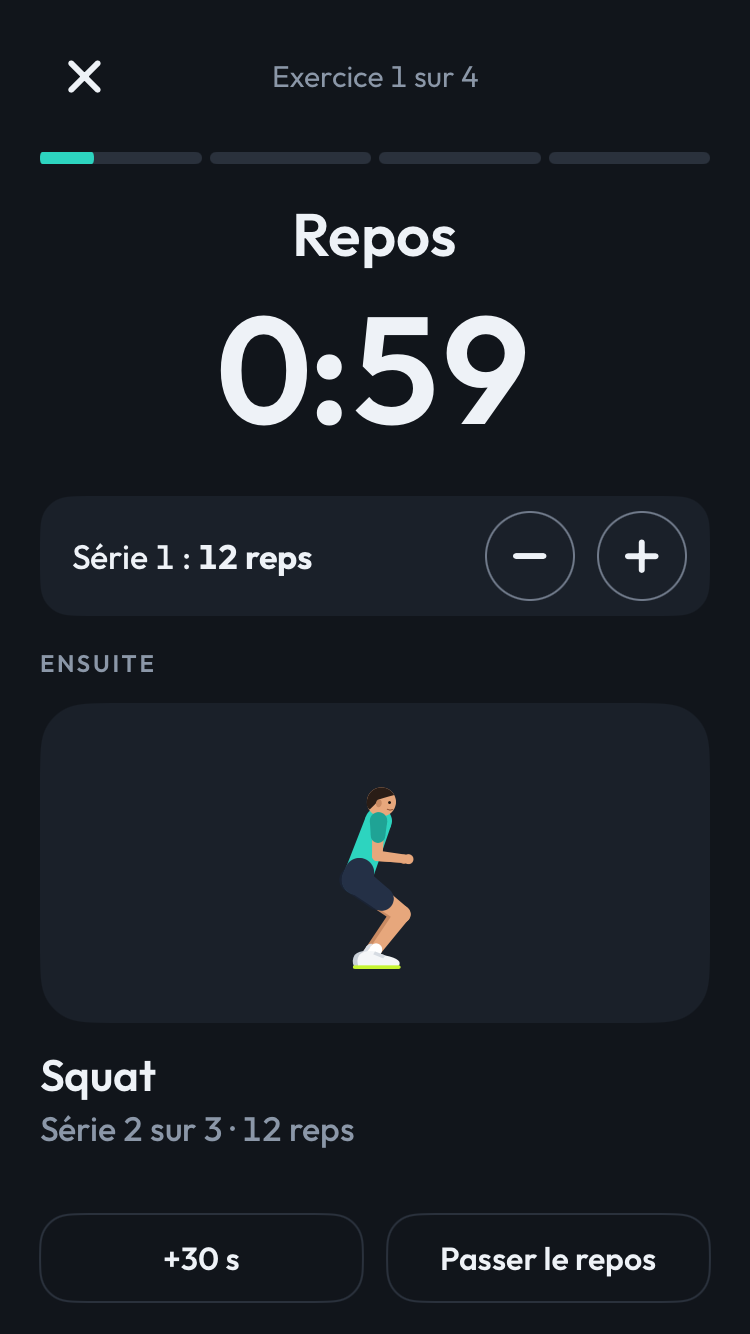 Exercice 1 sur 4
Repos
0:59
Série 1 : 12 reps
ENSUITE
Squat
Série 2 sur 3 · 12 reps
+30 s
Passer le repos